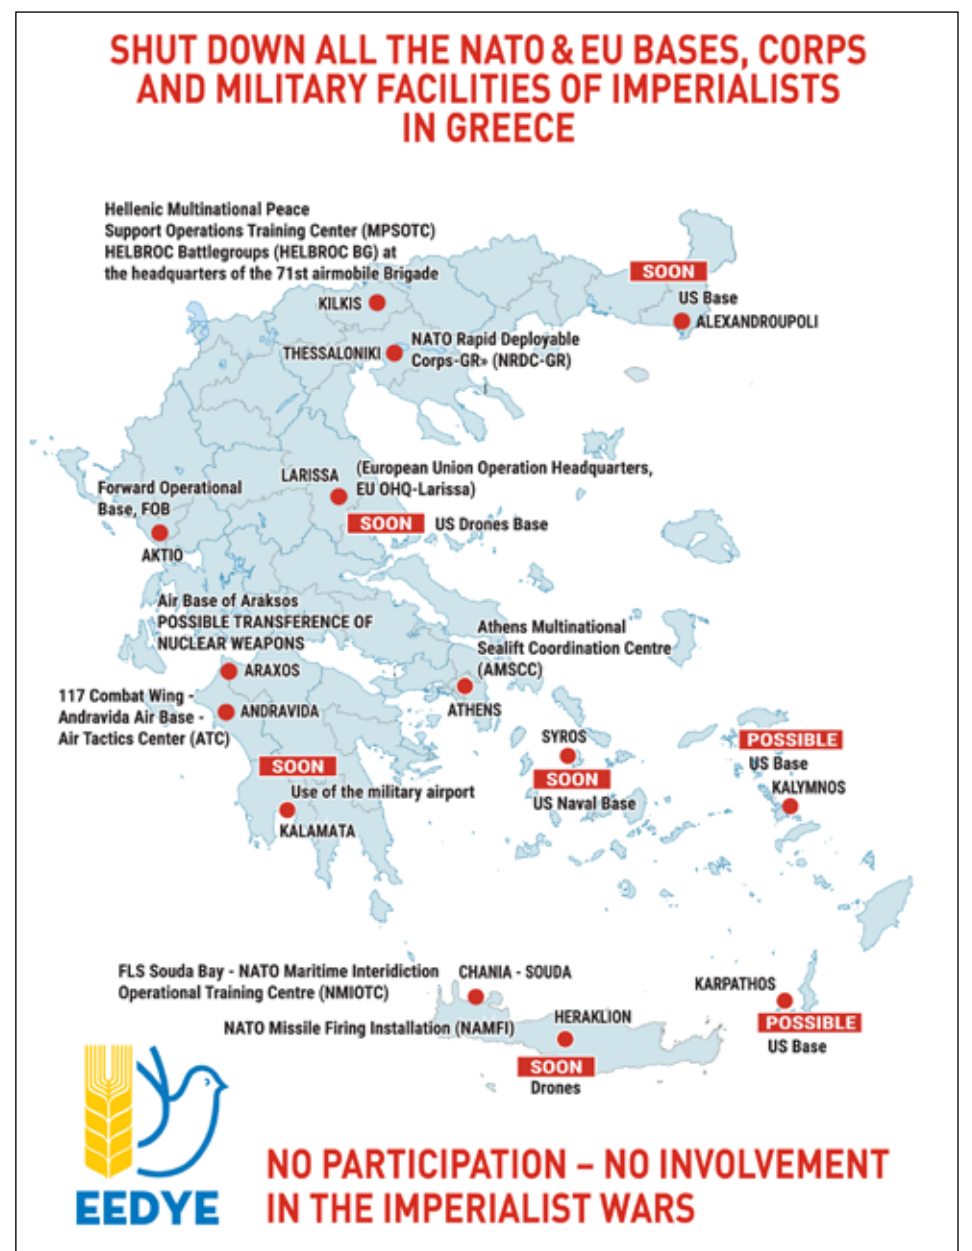 SHUT DOWN ALL THE NATO & EU BASES, CORPS
AND MILITARY FACILITIES OF IMPERIALISTS
IN GREECE
Hellenic Multinational Peace
Support Operations Training Center (MPSOTC)
HELBROC Battlegroups (HELBROC BG) at
the headquarters of the 71st airmobile Brigade
KILKIS
SOON
US Base
ALEXANDROUPOLI
THESSALONIKI
NATO Rapid Deployable
Corps-GR» (NRDC-GR)
LARISSA
(European Union Operation Headquarters,
EU OHQ-Larissa)
SOON
US Drones Base
Forward Operational
Base, FOB
AKTIO
Air Base of Araksos
POSSIBLE TRANSFERENCE OF
NUCLEAR WEAPONS
ARAXOS
Athens Multinational
Sealift Coordination Centre
(AMSCC)
ATHENS
117 Combat Wing -
Andravida Air Base -
Air Tactics Center (ATC)
ANDRAVIDA
SYROS
SOON
US Naval Base
POSSIBLE
US Base
KALYMNOS
SOON
Use of the military airport
KALAMATA
FLS Souda Bay - NATO Maritime Interidiction
Operational Training Centre (NMIOTC)
CHANIA - SOUDA
NATO Missile Firing Installation (NAMFI)
HERAKLION
SOON
Drones
KARPATHOS
POSSIBLE
US Base
EEDYE
NO PARTICIPATION – NO INVOLVEMENT
IN THE IMPERIALIST WARS